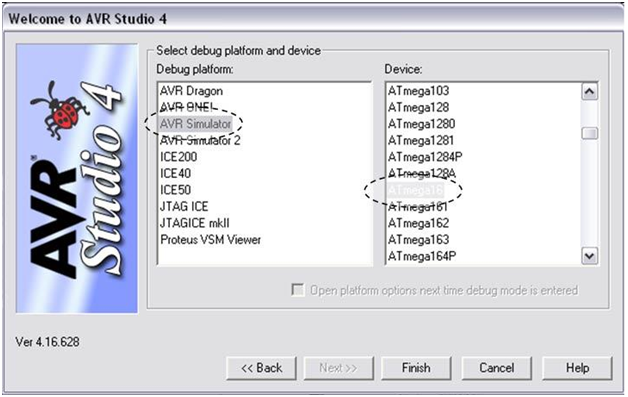 Welcome to AVR Studio 4
AVR Studio 4
Select debug platform and device
Debug platform:
AVR Dragon
AVR ONE!
AVR Simulator
AVR Simulator 2
ICE200
ICE40
ICE50
JTAG ICE
JTAGICE mkII
Proteus VSM Viewer
Device:
ATmega103
ATmega128
ATmega1280
ATmega1281
ATmega1284P
ATmega128A
ATmega16
ATmega161
ATmega162
ATmega163
ATmega164P
Open platform options next time debug mode is entered
Ver 4.16.628
<< Back
Next >>
Finish
Cancel
Help